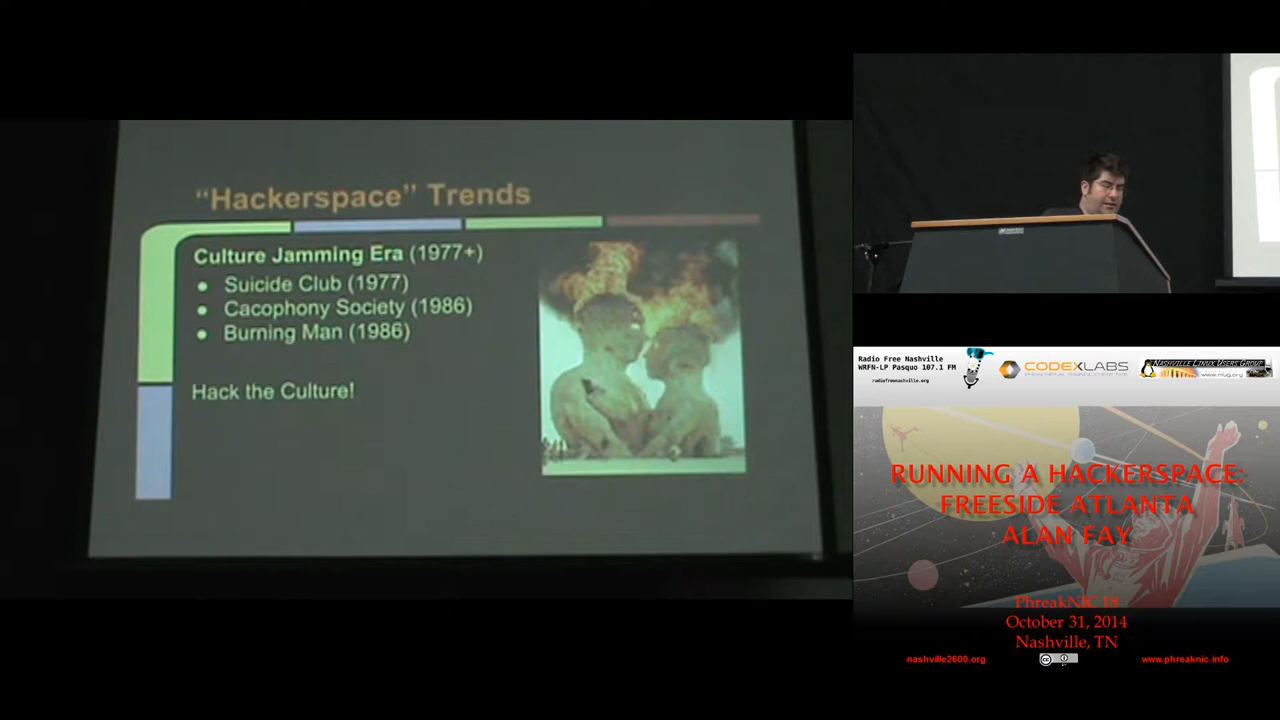 "Hackerspace" Trends
Culture Jamming Era (1977+)
● Suicide Club (1977)
● Cacophony Society (1986)
● Burning Man (1986)
Hack the Culture!
Radio Free Nashville
WRFN-LP Pasquo 107.1 FM
radiofreenashville.org
CODEXLABS
NASHVILLE LINUX USERS GROUP
www.nlug.org
RUNNING A HACKERSPACE:
FREESIDE ATLANTA
ALAN FAY
PhreakNIC 18
October 31, 2014
Nashville, TN
nashville2600.org
www.phreaknic.info